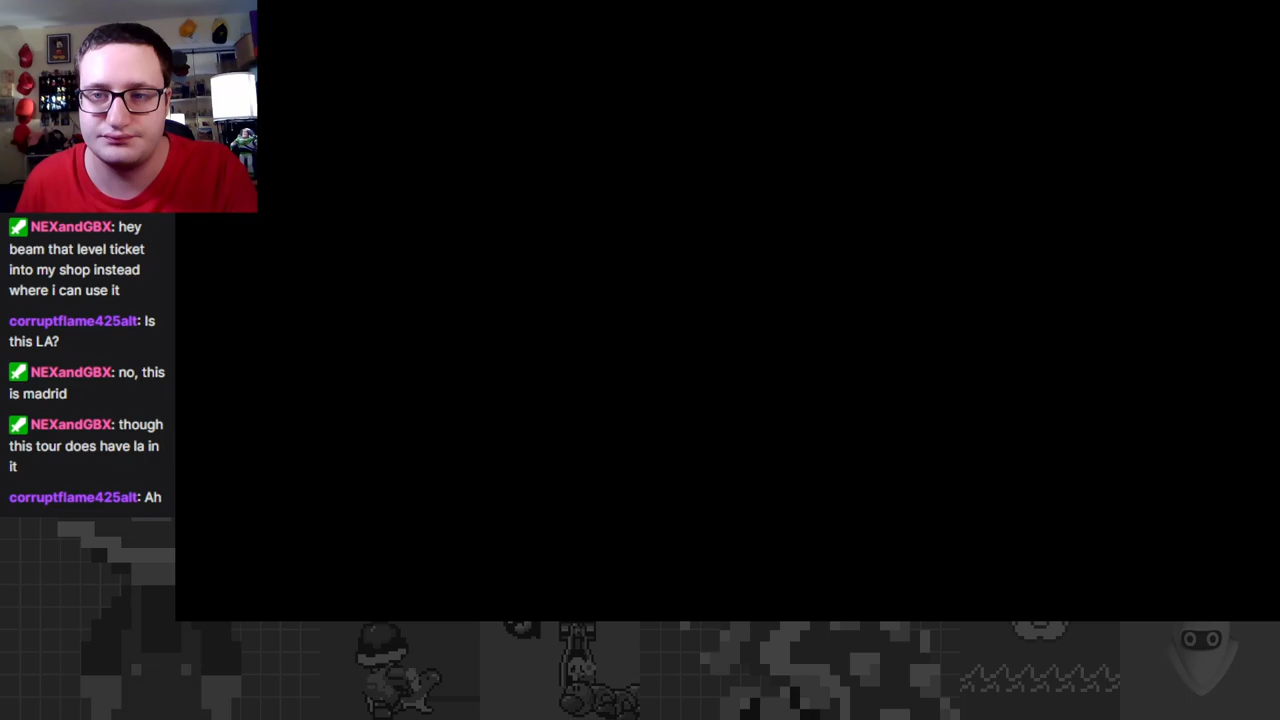 NEXandGBX: hey
beam that level ticket
into my shop instead
where i can use it
corruptflame425alt: Is
this LA?
NEXandGBX: no, this
is madrid
NEXandGBX: though
this tour does have la in
it
corruptflame425alt: Ah